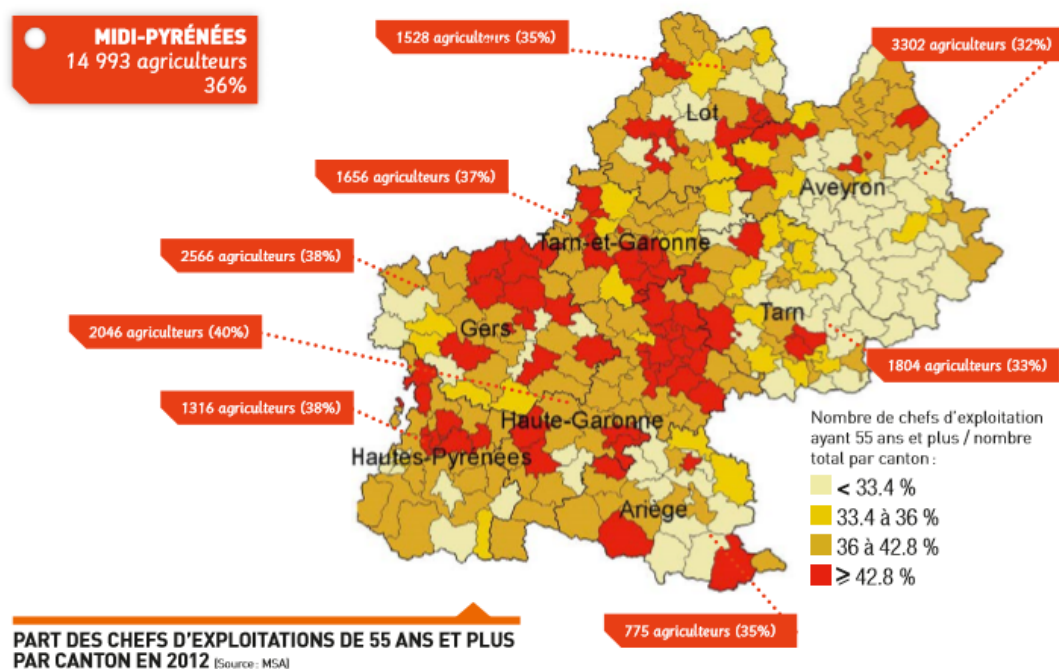 MIDI-PYRÉNÉES
14 993 agriculteurs
36%
1528 agriculteurs (35%)
3302 agriculteurs (32%)
Lot
1656 agriculteurs (37%)
Aveyron
Tarn-et-Garonne
2566 agriculteurs (38%)
Gers
Tarn
2046 agriculteurs (40%)
1804 agriculteurs (33%)
1316 agriculteurs (38%)
Haute-Garonne
Hautes-Pyrénées
Ariège
775 agriculteurs (35%)
Nombre de chefs d'exploitation
ayant 55 ans et plus / nombre
total par canton :
< 33.4 %
33.4 à 36 %
36 à 42.8 %
≥ 42.8 %
PART DES CHEFS D'EXPLOITATIONS DE 55 ANS ET PLUS
PAR CANTON EN 2012 [Source : MSA]